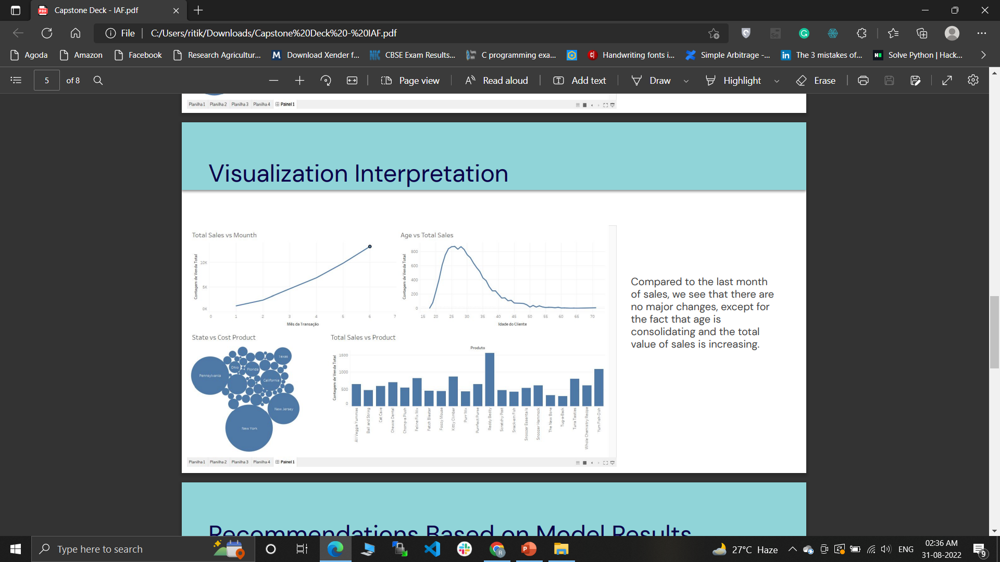 Capstone Deck - IAF.pdf
File
C:/Users/ritik/Downloads/Capstone%20Deck%20-%20IAF.pdf
Agoda
Amazon
Facebook
Research Agricultur...
Download Xender f...
CBSE Exam Results...
C programming exa...
Handwriting fonts i...
Simple Arbitrage -...
The 3 mistakes of...
Solve Python | Hack...
5
of 8
Page view
Read aloud
Add text
Draw
Highlight
Erase
Planilha 1
Planilha 2
Planilha 3
Planilha 4
Painel 1
Visualization Interpretation
Total Sales vs Mounth
Contagem de Venda Total
10K
5K
0K
0 1 2 3 4 5 6 7
Mês da Transação
Age vs Total Sales
Contagem de Venda Total
800
600
400
200
0
15 20 25 30 35 40 45 50 55 60 65 70
Idade do Cliente
State vs Cost Product
Texas
Ohio
Florida
Pennsylvania
California
New Jersey
New York
Total Sales vs Product
Produto
Contagem de Venda Total
1500
1000
500
0
All Veggie Yummies
Ball and String
Cat Cave
Chewie Dental
Chomp-a Plush
Feline Fix Mix
Fetch Blaster
Foozy Mouse
Kitty Climber
Purr Mix
Purrfect Purse
Reddy Beddy
Scratchy Post
Snack-em Fish
Snoozer Essentails
Snoozer Hammock
The New Bone
Tug-a-Back
Tuna Tasties
Whole Chemistry Recipe
Yum Fish-Dish
Compared to the last month
of sales, we see that there are
no major changes, except for
the fact that age is
consolidating and the total
value of sales is increasing.
Planilha 1
Planilha 2
Planilha 3
Planilha 4
Painel 1
Recommendations Based on Model Results
Type here to search
27°C Haze
ENG
02:36 AM
31-08-2022
9